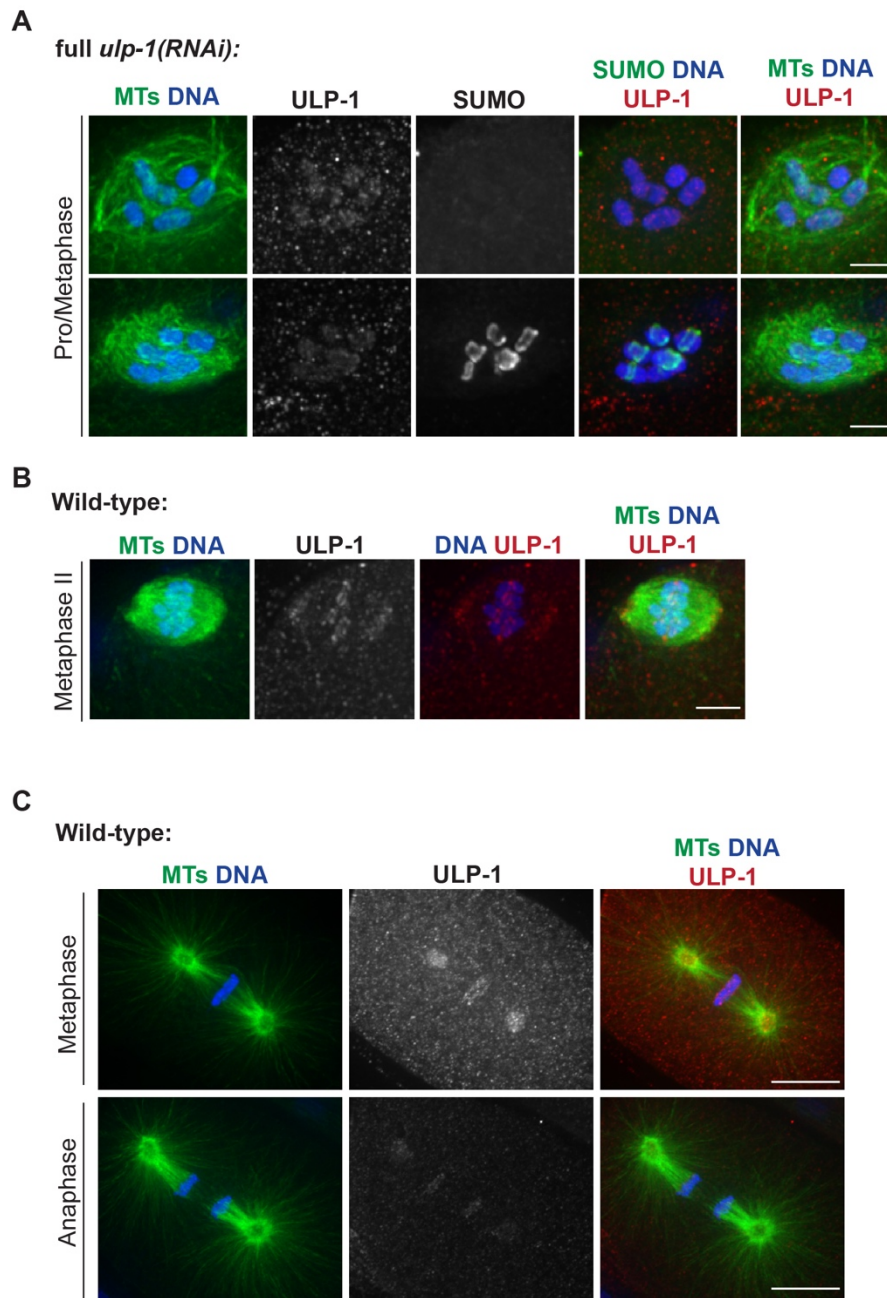 A
full ulp-1(RNAi):
MTs DNA
ULP-1
SUMO
SUMO DNA
ULP-1
MTs DNA
ULP-1
Pro/Metaphase
B
Wild-type:
MTs DNA
ULP-1
DNA ULP-1
MTs DNA
ULP-1
Metaphase II
C
Wild-type:
MTs DNA
ULP-1
MTs DNA
ULP-1
Metaphase
Anaphase